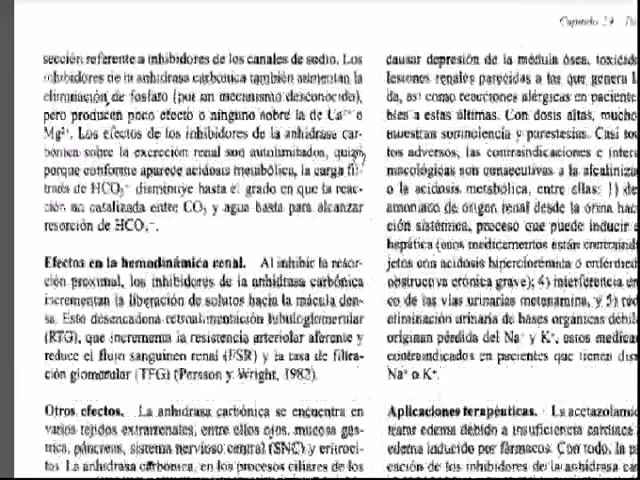 Capítulo 29
sección referente a inhibidores de los canales de sodio. Los
inhibidores de la anhidrasa carbónica también aumentan la
eliminación de fosfato (por un mecanismo desconocido),
pero producen poco efecto o ninguno sobre la de Ca²⁺ o
Mg²⁺. Los efectos de los inhibidores de la anhidrasa car-
bónica sobre la excreción renal son autolimitados, quizá
porque conforme aparece acidosis metabólica, la carga fil-
trada de HCO₃⁻ disminuye hasta el grado en que la reac-
ción no catalizada entre CO₂ y agua basta para alcanzar
resorción de HCO₃⁻.
Efectos en la hemodinámica renal. Al inhibir la resor-
ción proximal, los inhibidores de la anhidrasa carbónica
incrementan la liberación de solutos hacia la mácula den-
sa. Esto desencadena retroalimentación tubuloglomerular
(RTG), que incrementa la resistencia arteriolar aferente y
reduce el flujo sanguíneo renal (FSR) y la tasa de filtra-
ción glomerular (TFG) (Persson y Wright, 1982).
Otros efectos. La anhidrasa carbónica se encuentra en
varios tejidos extrarrenales, entre ellos ojos, mucosa gás-
trica, páncreas, sistema nervioso central (SNC) y eritroci-
tos. La anhidrasa carbónica, en los procesos ciliares de los
causar depresión de la médula ósea, toxicida
lesiones renales parecidas a las que genera l
da, así como reacciones alérgicas en paciente
bles a estas últimas. Con dosis altas, mucho
muestran somnolencia y parestesias. Casi to
tos adversos, las contraindicaciones e inter
macológicas son consecutivas a la alcaliniza
o la acidosis metabólica, entre ellas: 1) de
amoniaco de origen renal desde la orina hac
ción sistémica, proceso que puede inducir e
hepática (estos medicamentos están contraind
jetos con acidosis hiperclorémica o enfermed
obstructiva crónica grave); 4) interferencia en
co de las vías urinarias metenamina, y 5) red
eliminación urinaria de bases orgánicas débil
originan pérdida del Na⁺ y K⁺, estos medica
contraindicados en pacientes que tienen dis
Na⁺ o K⁺.
Aplicaciones terapéuticas. La acetazolamí
tratar edema debido a insuficiencia cardiaca
edema inducido por fármacos. Con todo, la p
cación de los inhibidores de la anhidrasa ca